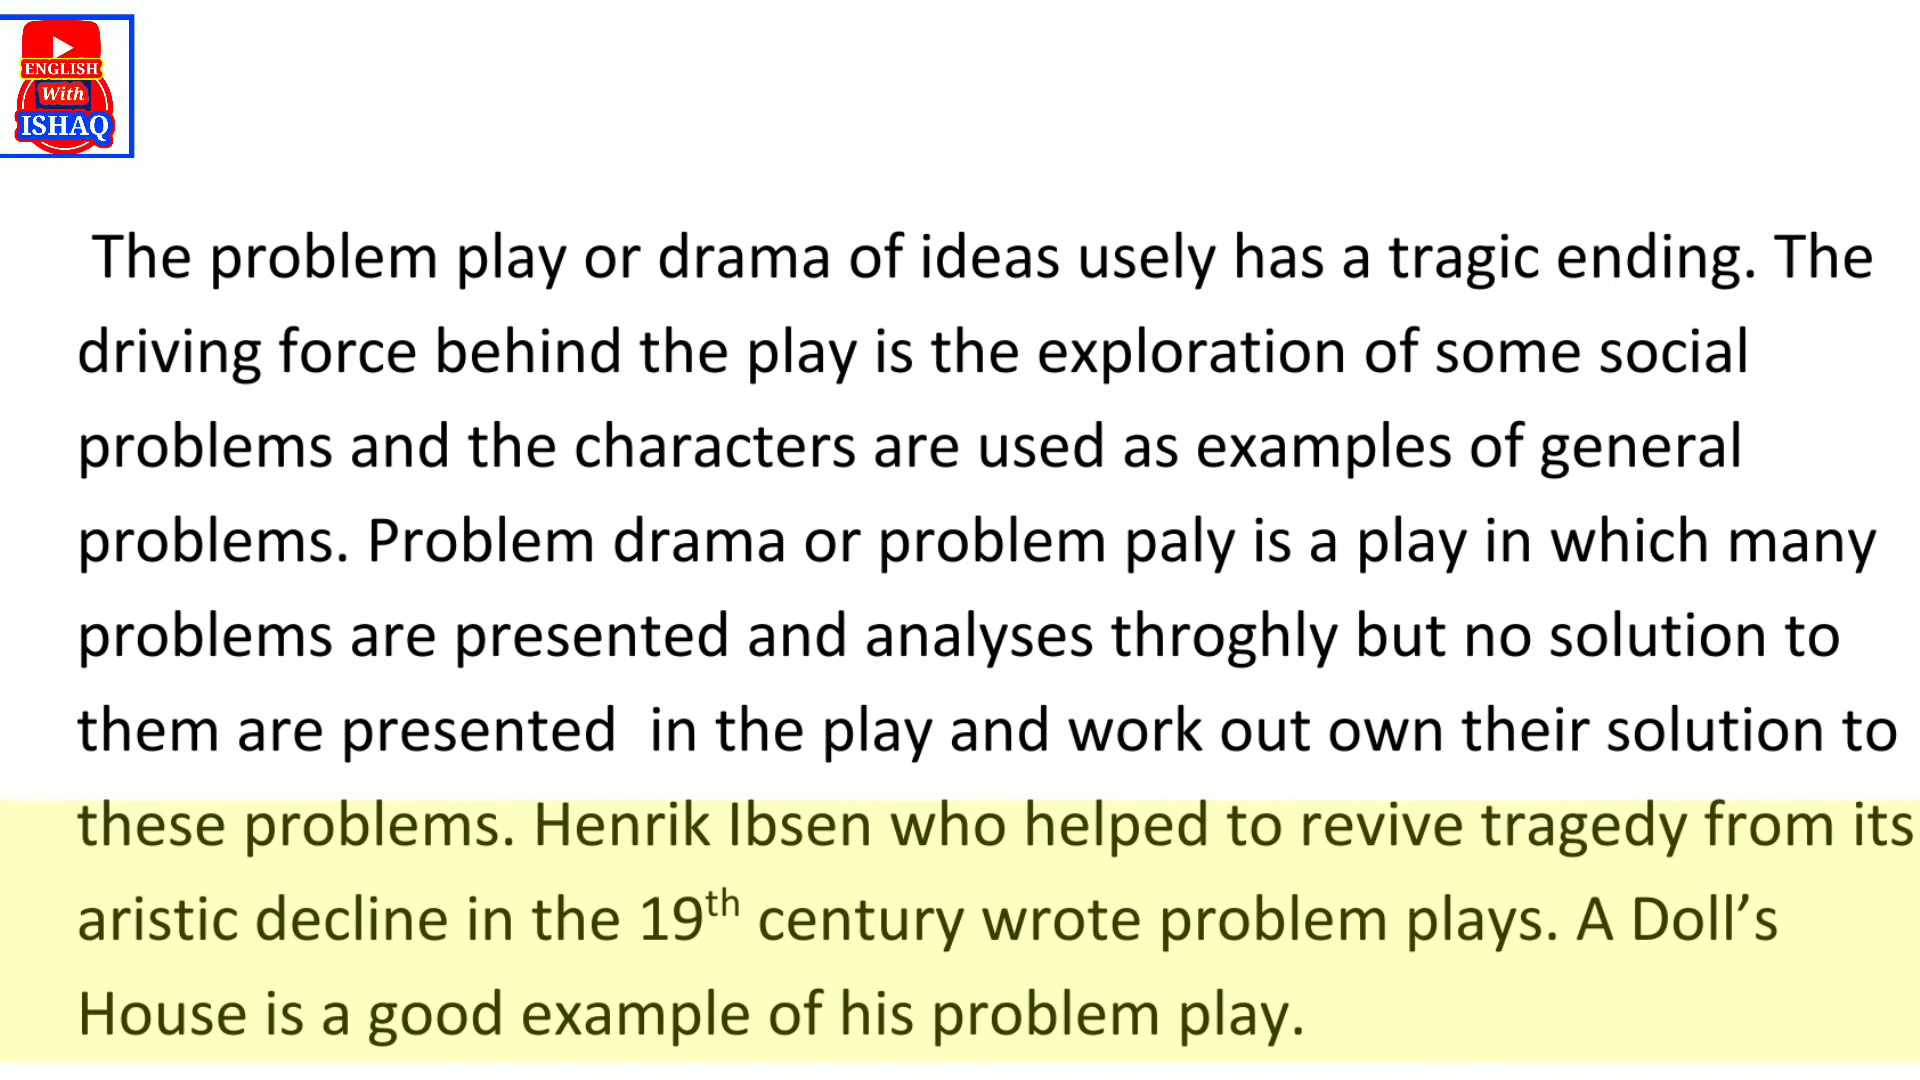 ENGLISH
With
ISHAQ
The problem play or drama of ideas usely has a tragic ending. The
driving force behind the play is the exploration of some social
problems and the characters are used as examples of general
problems. Problem drama or problem paly is a play in which many
problems are presented and analyses throghly but no solution to
them are presented  in the play and work out own their solution to
these problems. Henrik Ibsen who helped to revive tragedy from its
aristic decline in the 19th century wrote problem plays. A Doll’s
House is a good example of his problem play.